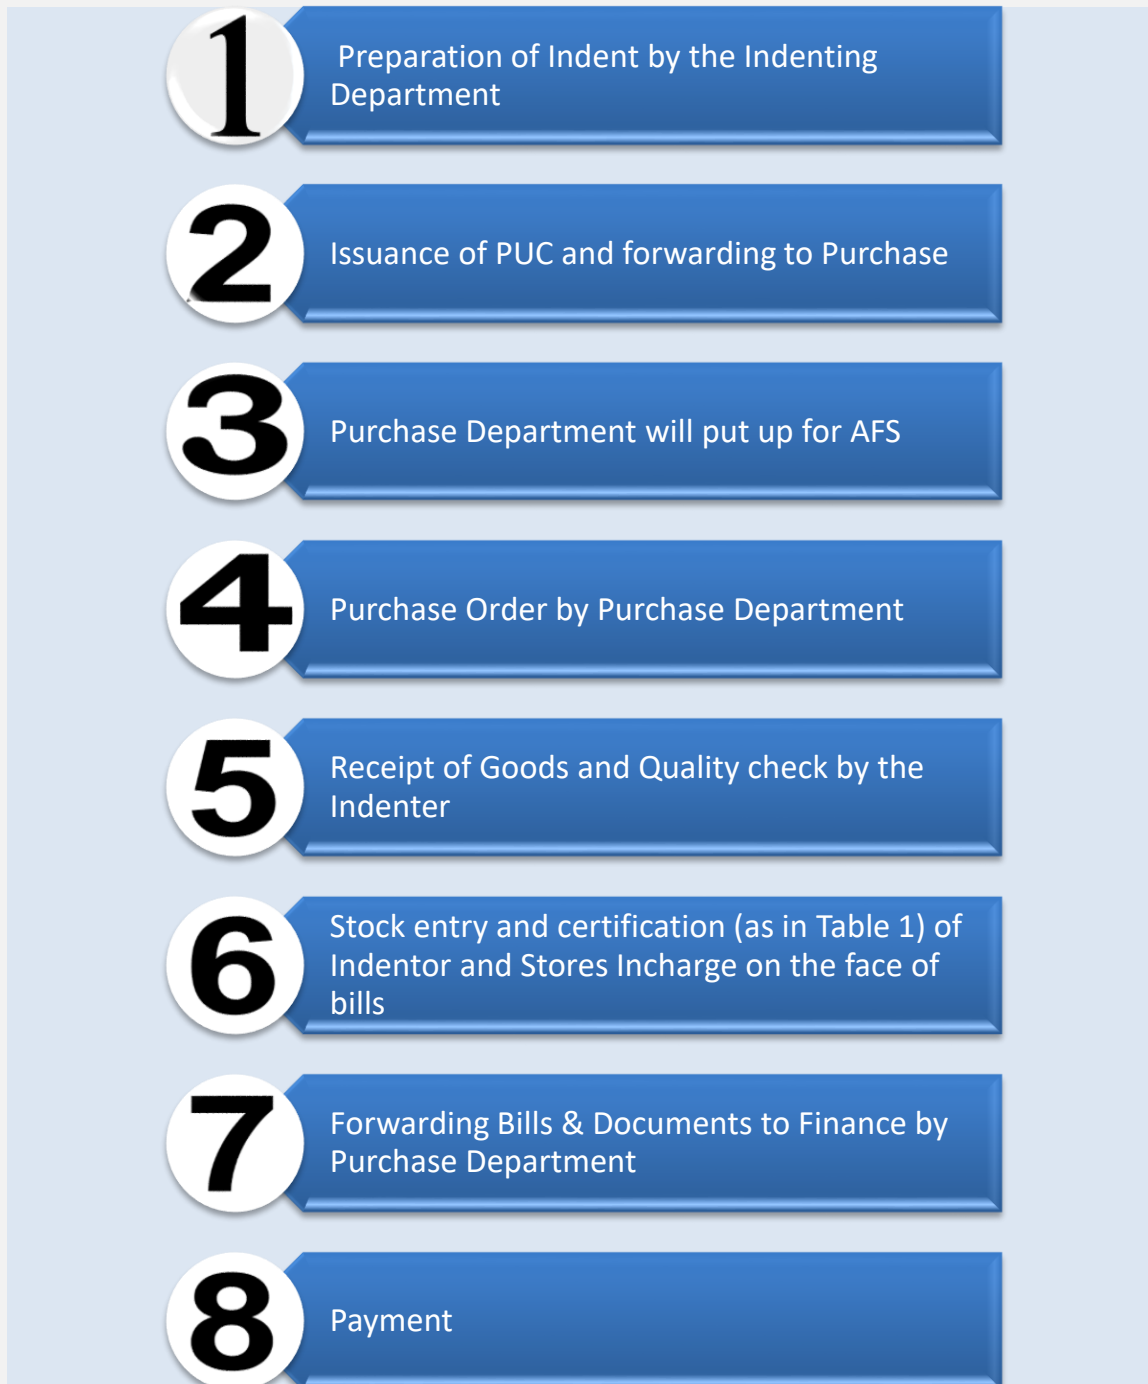 1
Preparation of Indent by the Indenting
Department
2
Issuance of PUC and forwarding to Purchase
3
Purchase Department will put up for AFS
4
Purchase Order by Purchase Department
5
Receipt of Goods and Quality check by the
Indenter
6
Stock entry and certification (as in Table 1) of
Indentor and Stores Incharge on the face of
bills
7
Forwarding Bills & Documents to Finance by
Purchase Department
8
Payment